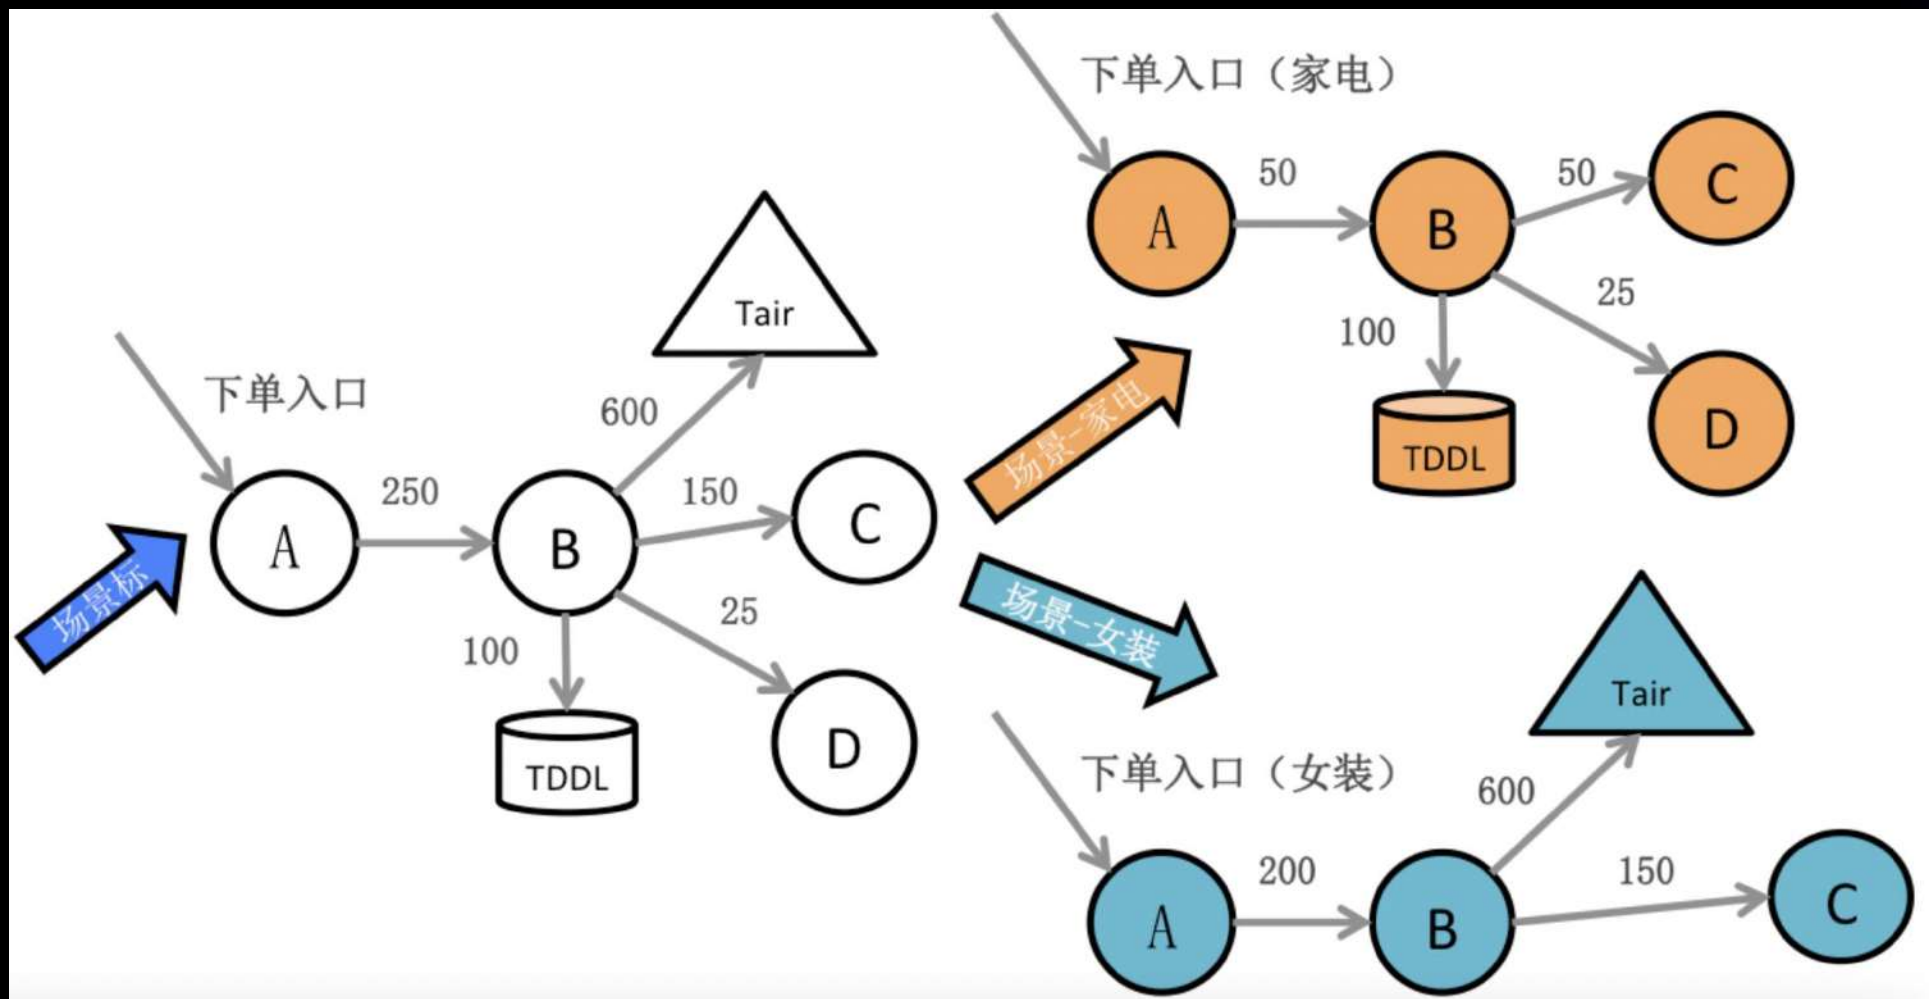 下单入口
场景标
A
250
B
600
Tair
150
C
25
D
100
TDDL
场景-家电
下单入口（家电）
A
50
B
50
C
25
D
100
TDDL
场景-女装
下单入口（女装）
A
200
B
600
Tair
150
C